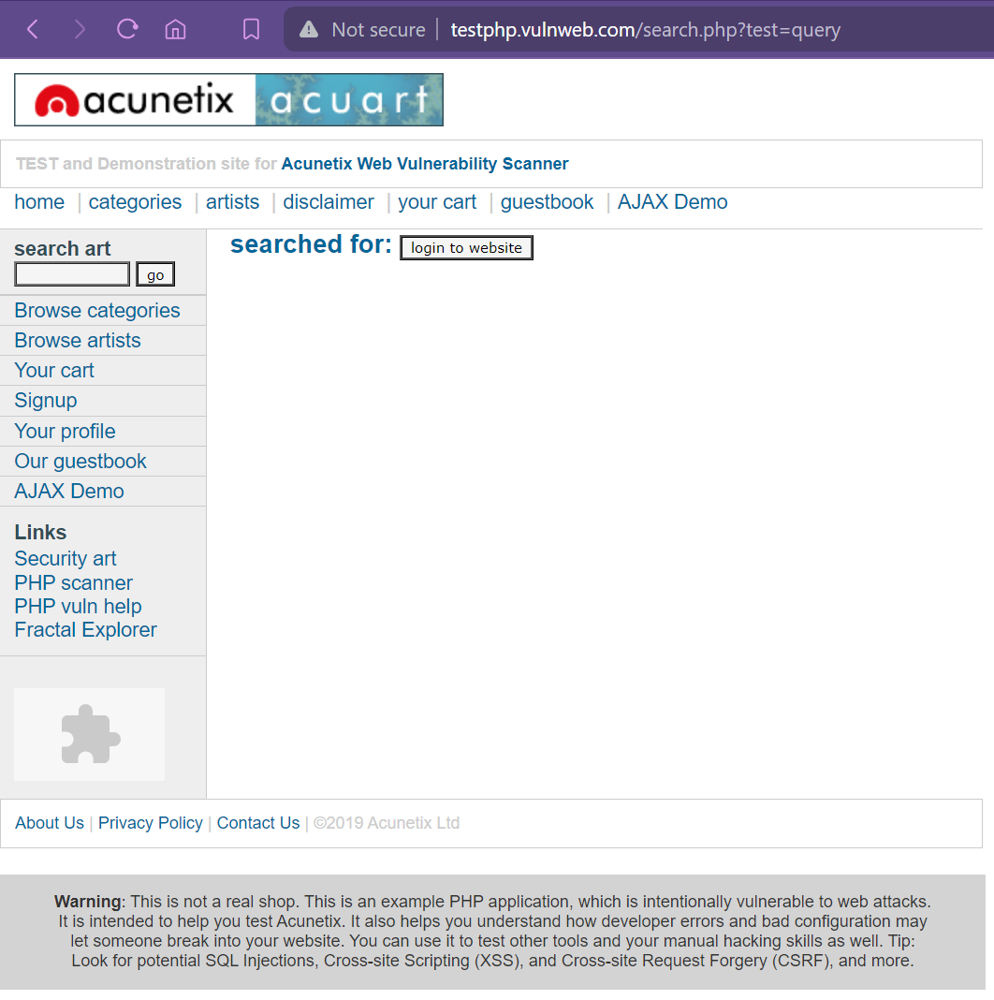 Not secure | testphp.vulnweb.com/search.php?test=query
acunetix acuart
TEST and Demonstration site for Acunetix Web Vulnerability Scanner
home | categories | artists | disclaimer | your cart | guestbook | AJAX Demo
search art
go
searched for: login to website
Browse categories
Browse artists
Your cart
Signup
Your profile
Our guestbook
AJAX Demo
Links
Security art
PHP scanner
PHP vuln help
Fractal Explorer
About Us | Privacy Policy | Contact Us | ©2019 Acunetix Ltd
Warning: This is not a real shop. This is an example PHP application, which is intentionally vulnerable to web attacks.
It is intended to help you test Acunetix. It also helps you understand how developer errors and bad configuration may
let someone break into your website. You can use it to test other tools and your manual hacking skills as well. Tip:
Look for potential SQL Injections, Cross-site Scripting (XSS), and Cross-site Request Forgery (CSRF), and more.